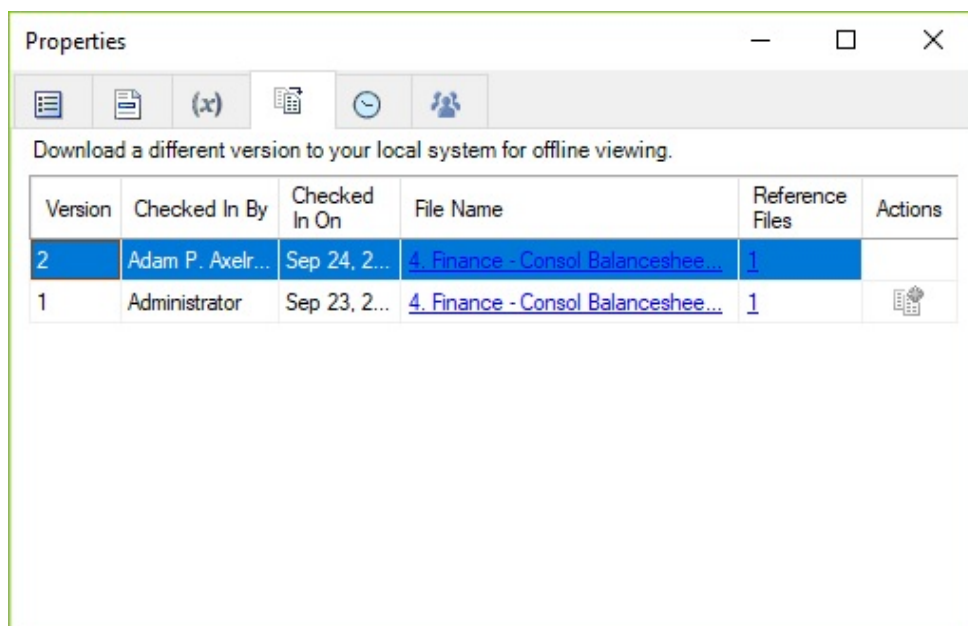 Properties
(x)
Download a different version to your local system for offline viewing.
Version Checked In By Checked In On File Name Reference Files Actions
2 Adam P. Axelr... Sep 24, 2... 4. Finance - Consol Balanceshee... 1
1 Administrator Sep 23, 2... 4. Finance - Consol Balanceshee... 1